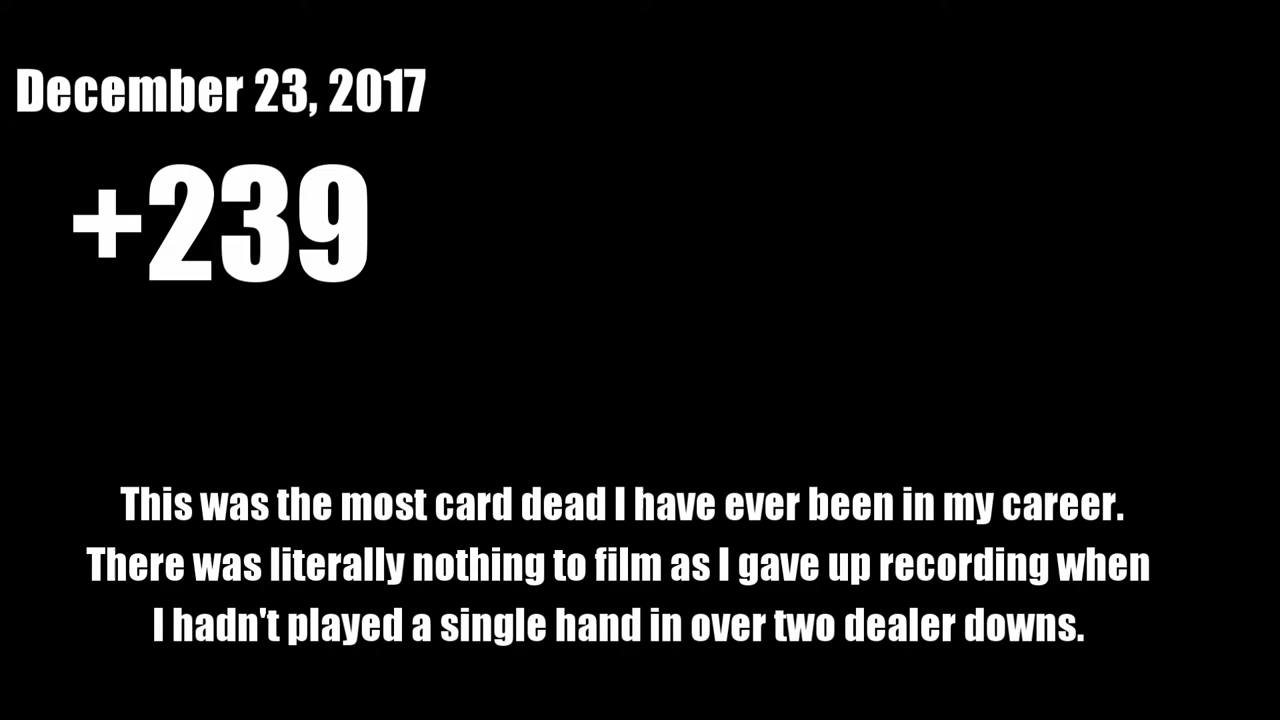 December 23, 2017
+239
This was the most card dead I have ever been in my career.
There was literally nothing to film as I gave up recording when
I hadn't played a single hand in over two dealer downs.